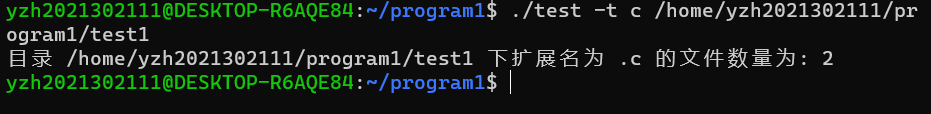 yzh2021302111@DESKTOP-R6AQE84:~/program1$ ./test -t c /home/yzh2021302111/pr
ogram1/test1
目录 /home/yzh2021302111/program1/test1 下扩展名为 .c 的文件数量为: 2
yzh2021302111@DESKTOP-R6AQE84:~/program1$